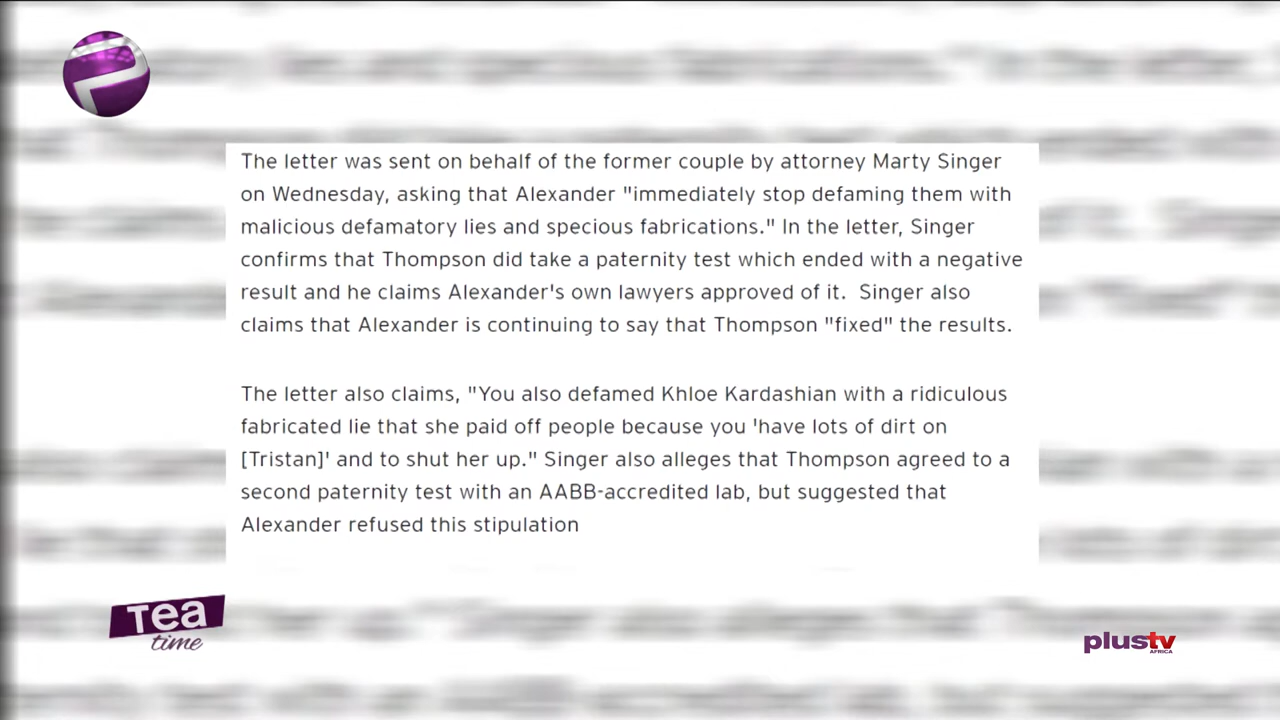 The letter was sent on behalf of the former couple by attorney Marty Singer
on Wednesday, asking that Alexander "immediately stop defaming them with
malicious defamatory lies and specious fabrications." In the letter, Singer
confirms that Thompson did take a paternity test which ended with a negative
result and he claims Alexander's own lawyers approved of it.  Singer also
claims that Alexander is continuing to say that Thompson "fixed" the results.
The letter also claims, "You also defamed Khloe Kardashian with a ridiculous
fabricated lie that she paid off people because you 'have lots of dirt on
[Tristan]' and to shut her up." Singer also alleges that Thompson agreed to a
second paternity test with an AABB-accredited lab, but suggested that
Alexander refused this stipulation
Tea
time
plustv
AFRICA